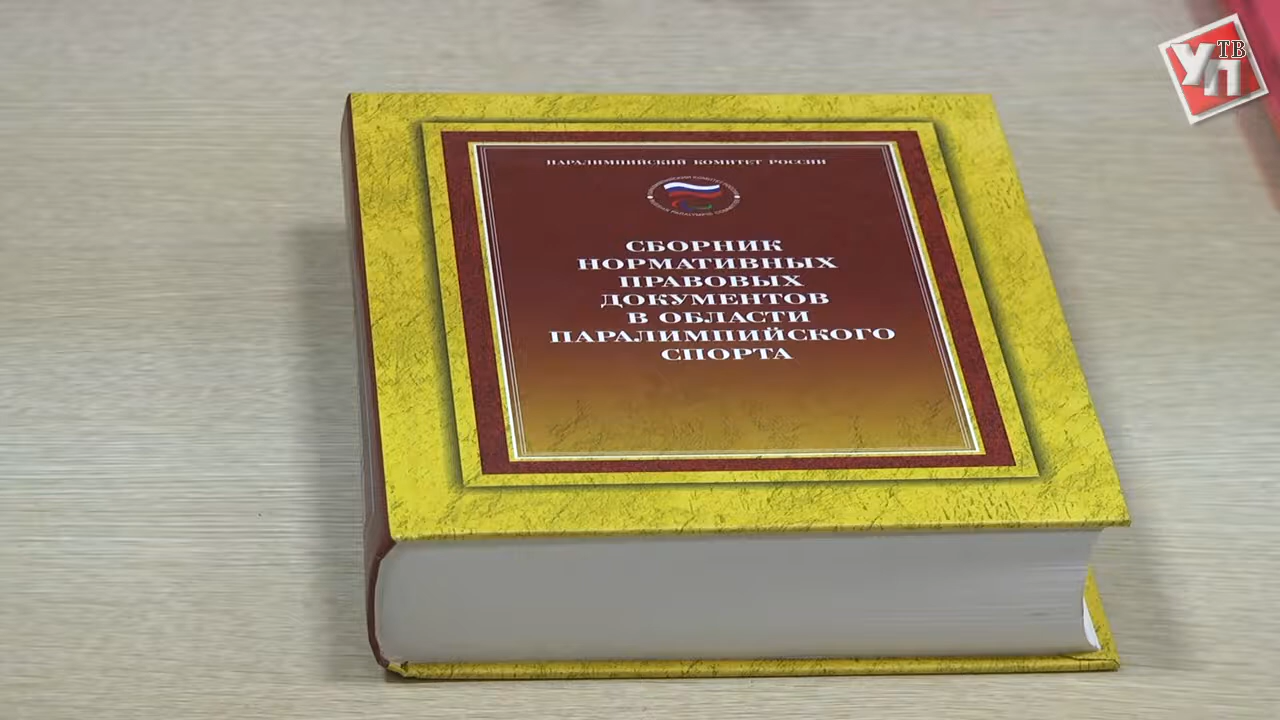 УП ТВ
ПАРАЛИМПИЙСКИЙ КОМИТЕТ РОССИИ
СБОРНИК
НОРМАТИВНЫХ
ПРАВОВЫХ
ДОКУМЕНТОВ
В ОБЛАСТИ
ПАРАЛИМПИЙСКОГО
СПОРТА